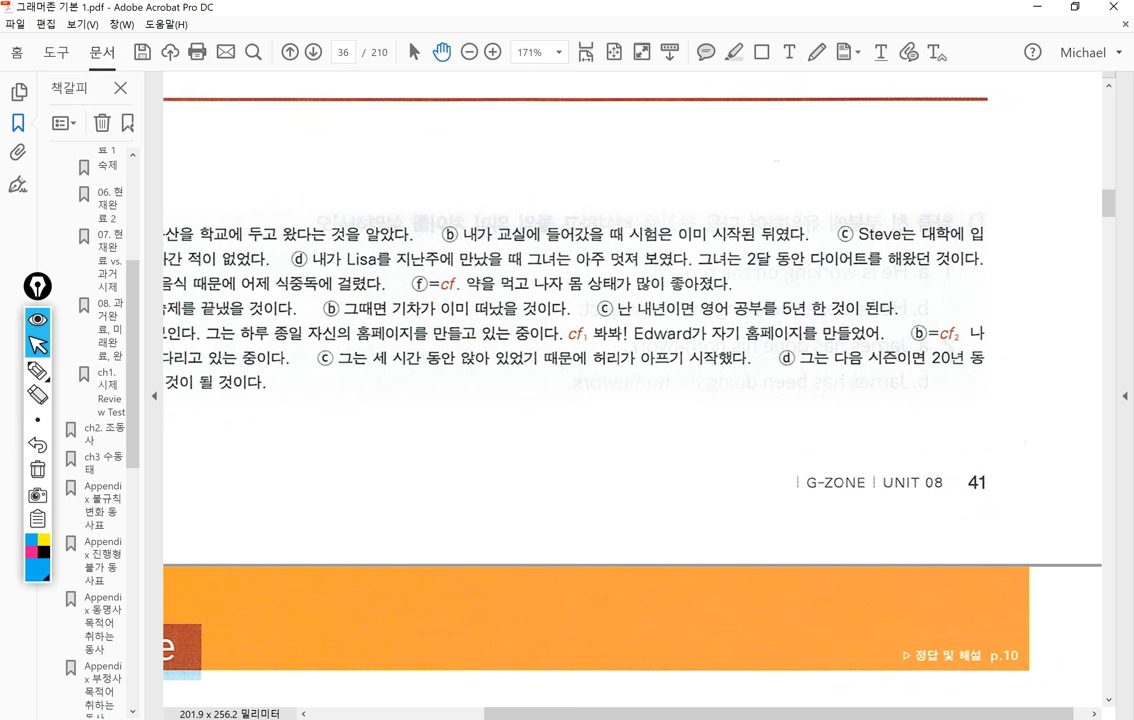 그래머존 기본 1.pdf - Adobe Acrobat Pro DC
파일 편집 보기(V) 창(W) 도움말(H)
홈 도구 문서 36 / 210 171% Michael
책갈피
료 1
숙제
06. 현
재완
료 2
07. 현
재완
료 vs.
과거
시제
08. 과
거완
료, 미
래완
료, 완
ch1.
시제
Revie
w Test
ch2. 조동
사
ch3 수동
태
Appendi
x 불규칙
변화 동
사표
Appendi
x 진행형
불가 동
사표
Appendi
x 동명사
목적어
취하는
동사
Appendi
x 부정사
목적어
취하는
산을 학교에 두고 왔다는 것을 알았다. ⓑ 내가 교실에 들어갔을 때 시험은 이미 시작된 뒤였다. ⓒ Steve는 대학에 입
간 적이 없었다. ⓓ 내가 Lisa를 지난주에 만났을 때 그녀는 아주 멋져 보였다. 그녀는 2달 동안 다이어트를 해왔던 것이다.
음식 때문에 어제 식중독에 걸렸다. ⓕ=cf. 약을 먹고 나자 몸 상태가 많이 좋아졌다.
제를 끝냈을 것이다. ⓑ 그때면 기차가 이미 떠났을 것이다. ⓒ 난 내년이면 영어 공부를 5년 한 것이 된다.
인다. 그는 하루 종일 자신의 홈페이지를 만들고 있는 중이다. cf₁ 봐봐! Edward가 자기 홈페이지를 만들었어. ⓑ=cf₂ 나
다리고 있는 중이다. ⓒ 그는 세 시간 동안 앉아 있었기 때문에 허리가 아프기 시작했다. ⓓ 그는 다음 시즌이면 20년 동
것이 될 것이다.
G-ZONE | UNIT 08 41
e
▷ 정답 및 해설 p.10
201.9 x 256.2 밀리미터